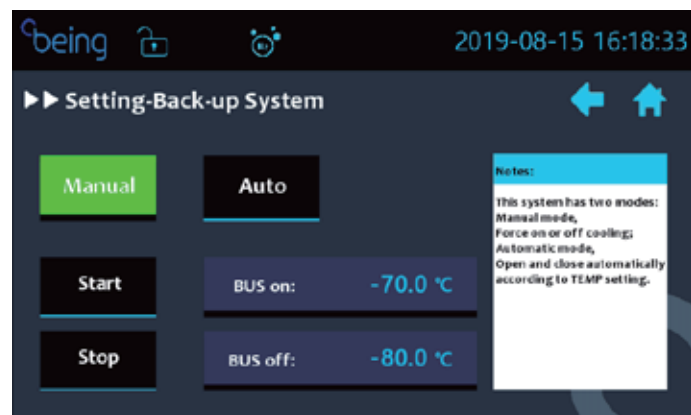 being
2019-08-15 16:18:33
Setting-Back-up System
Manual
Auto
Start
BUS on: -70.0 ℃
Stop
BUS off: -80.0 ℃
Notes:
This system has two modes:
Manual mode,
Force on or off cooling;
Automatic mode,
Open and close automatically
according to TEMP setting.